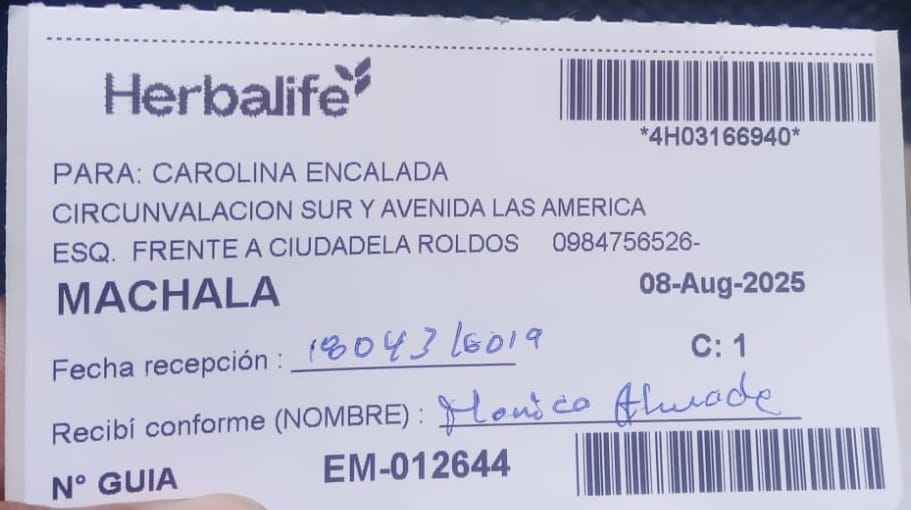 Herbalife
*4H03166940*
PARA: CAROLINA ENCALADA
CIRCUNVALACION SUR Y AVENIDA LAS AMERICA
ESQ. FRENTE A CIUDADELA ROLDOS 0984756526-
MACHALA 08-Aug-2025
Fecha recepción : C: 1
Recibí conforme (NOMBRE) : Monica
N° GUIA EM-012644